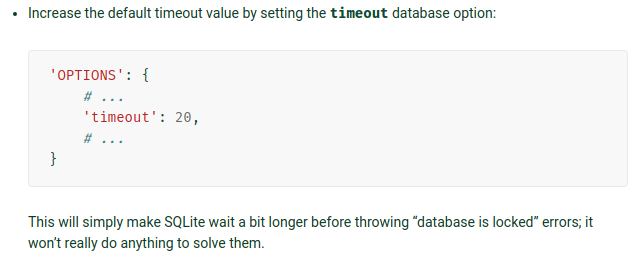 • Increase the default timeout value by setting the timeout database option:
'OPTIONS': {
    # ...
    'timeout': 20,
    # ...
}
This will simply make SQLite wait a bit longer before throwing “database is locked” errors; it
won’t really do anything to solve them.